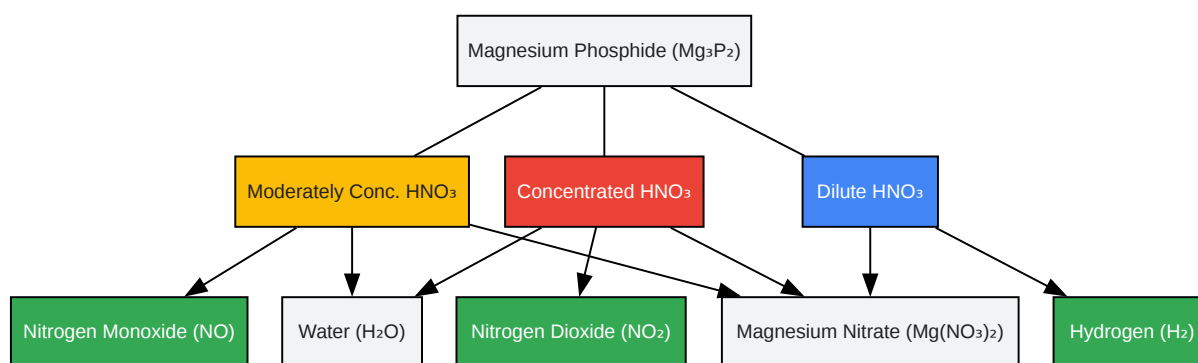 Magnesium Phosphide (Mg₃P₂)
Moderately Conc. HNO₃
Concentrated HNO₃
Dilute HNO₃
Nitrogen Monoxide (NO)
Water (H₂O)
Nitrogen Dioxide (NO₂)
Magnesium Nitrate (Mg(NO₃)₂)
Hydrogen (H₂)